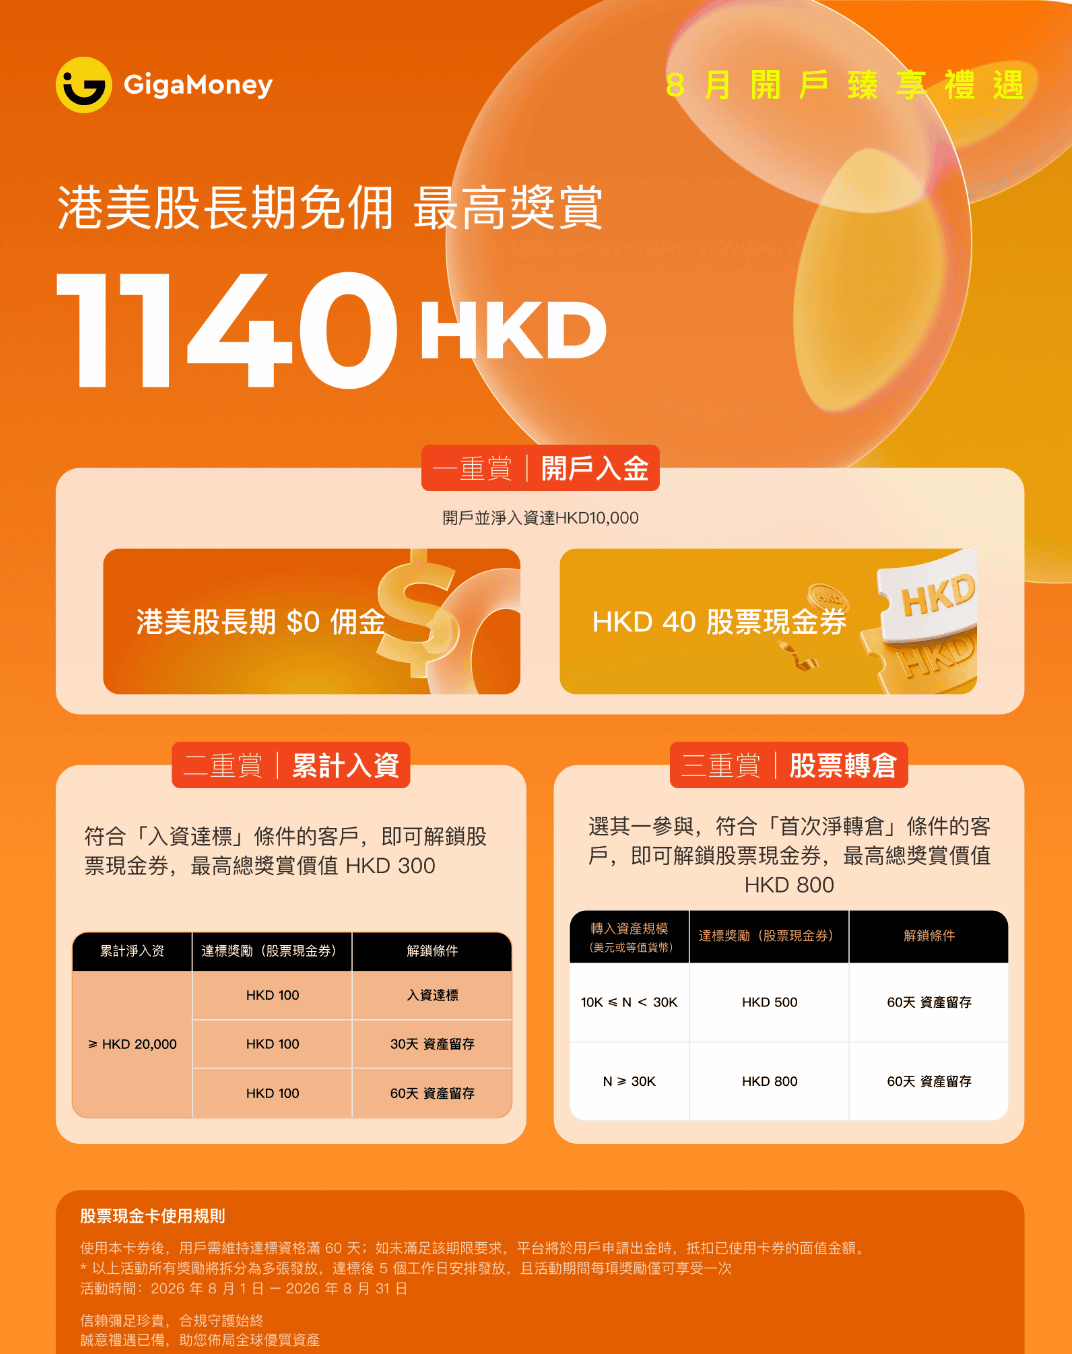 GigaMoney
8月開戶臻享禮遇
港美股長期免佣 最高獎賞
1140 HKD
一重賞｜開戶入金
開戶並淨入資達HKD10,000
港美股長期 $0 佣金
HKD 40 股票現金券
HKD
HKD
HKD
二重賞｜累計入資
符合「入資達標」條件的客戶，即可解鎖股
票現金券，最高總獎賞價值 HKD 300
累計淨入資 達標獎勵（股票現金券） 解鎖條件
≥ HKD 20,000
HKD 100 入資達標
HKD 100 30天 資產留存
HKD 100 60天 資產留存
三重賞｜股票轉倉
選其一參與，符合「首次淨轉倉」條件的客
戶，即可解鎖股票現金券，最高總獎賞價值
HKD 800
轉入資產規模
（美元或等值貨幣）
達標獎勵（股票現金券） 解鎖條件
10K ≤ N < 30K HKD 500 60天 資產留存
N ≥ 30K HKD 800 60天 資產留存
股票現金卡使用規則
使用本卡券後，用戶需維持達標資格滿 60 天；如未滿足該期限要求，平台將於用戶申請出金時，抵扣已使用卡券的面值金額。
* 以上活動所有獎勵將拆分為多張發放，達標後 5 個工作日安排發放，且活動期間每項獎勵僅可享受一次
活動時間：2026 年 8 月 1 日 — 2026 年 8 月 31 日
信賴彌足珍貴，合規守護始終
誠意禮遇已備，助您佈局全球優質資產